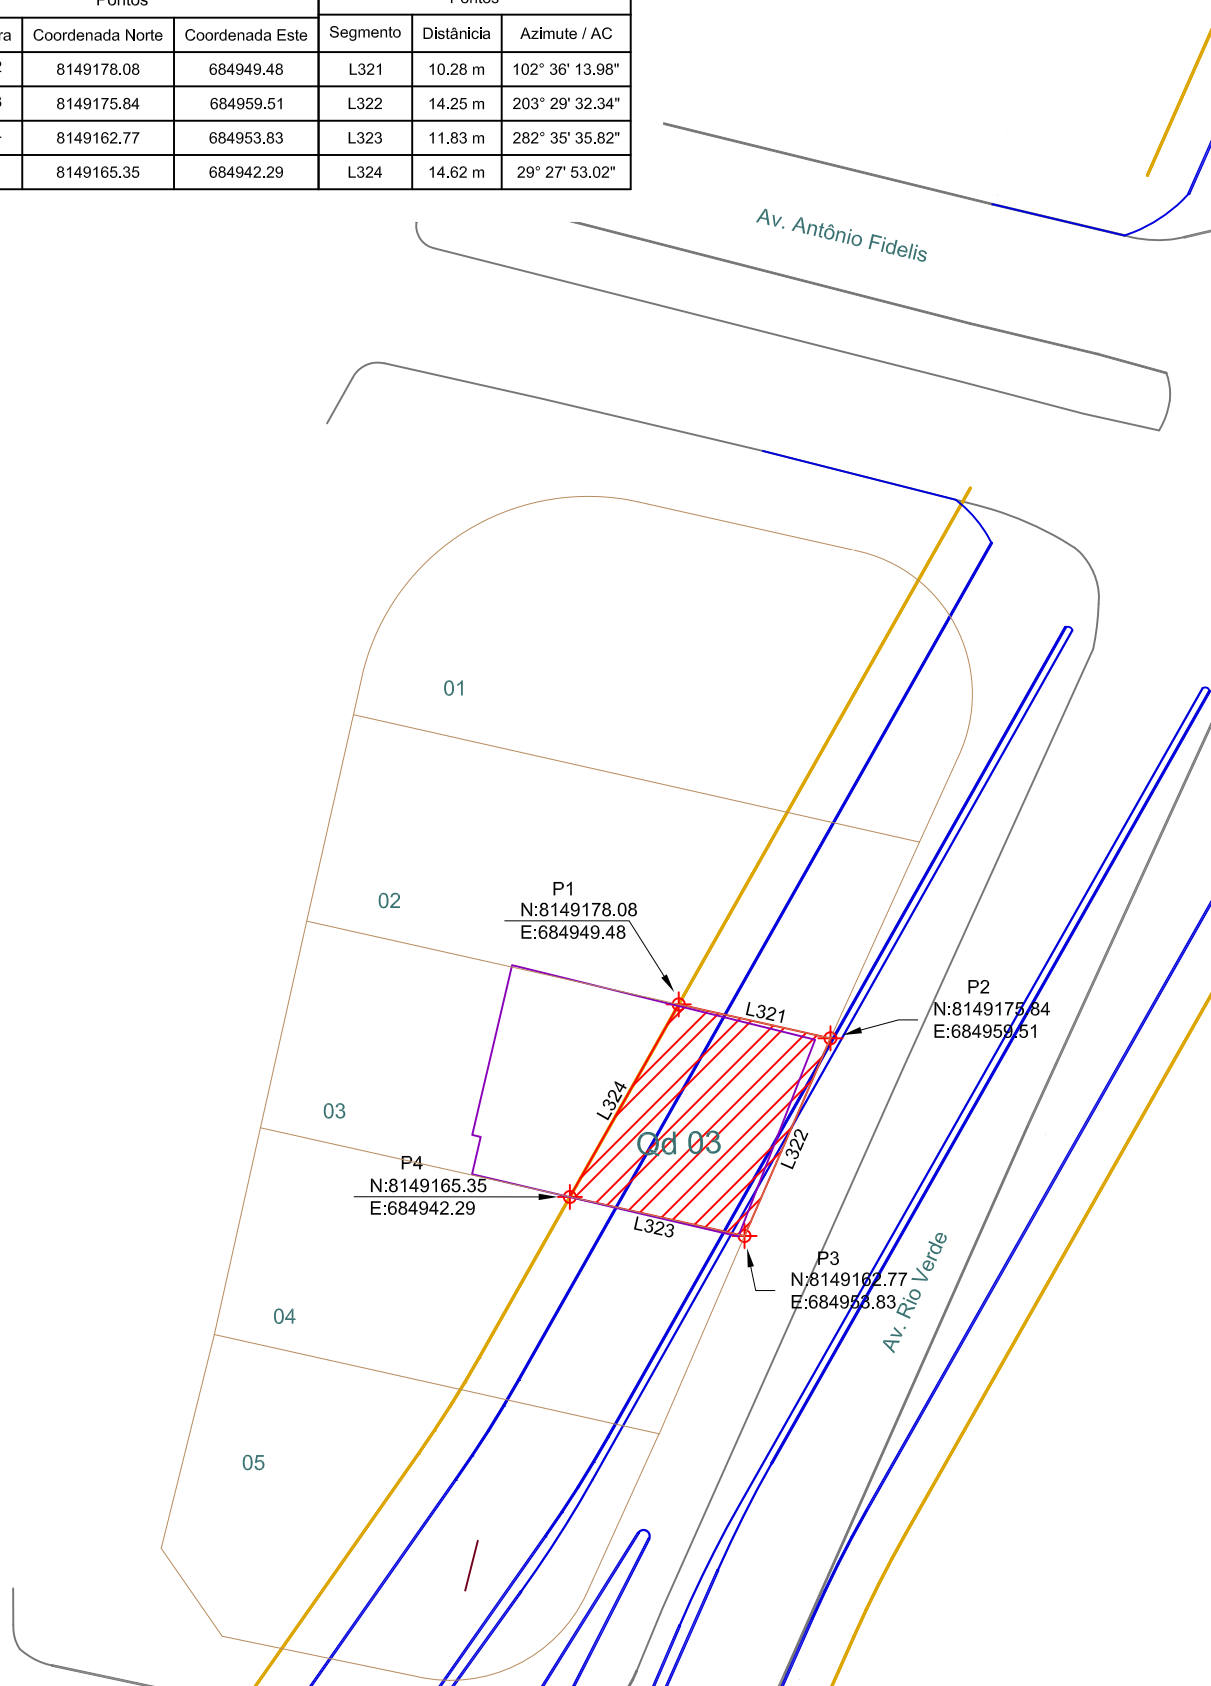 Pontos
Coordenada Norte Coordenada Este Segmento Distânicia Azimute / AC
8149178.08 684949.48 L321 10.28 m 102° 36' 13.98"
8149175.84 684959.51 L322 14.25 m 203° 29' 32.34"
8149162.77 684953.83 L323 11.83 m 282° 35' 35.82"
8149165.35 684942.29 L324 14.62 m 29° 27' 53.02"
Av. Antônio Fidelis
01
02
P1
N:8149178.08
E:684949.48
P2
N:8149175.84
E:684959.51
L321
L324
03
Qd 03
L322
P4
N:8149165.35
E:684942.29
L323
P3
N:8149162.77
E:684953.83
Av. Rio Verde
04
05